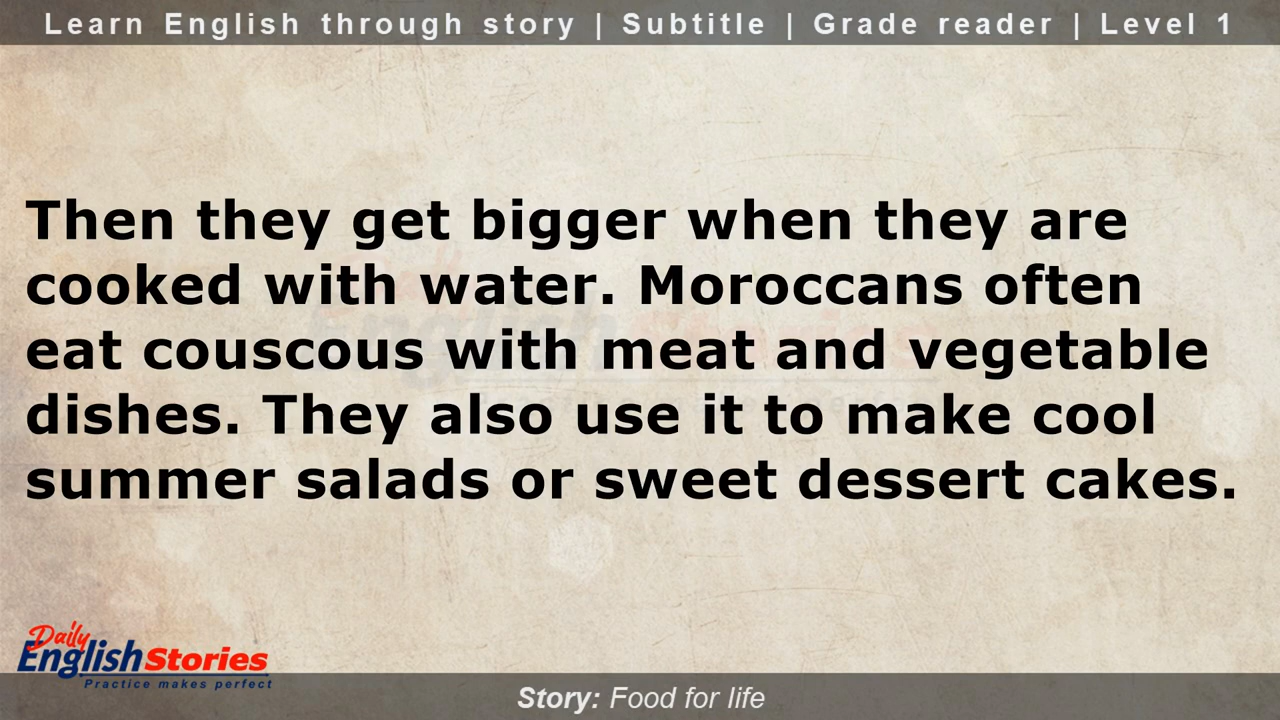 Learn English through story | Subtitle | Grade reader | Level 1
Then they get bigger when they are
cooked with water. Moroccans often
eat couscous with meat and vegetable
dishes. They also use it to make cool
summer salads or sweet dessert cakes.
Daily
English Stories
Practice makes perfect
Story: Food for life